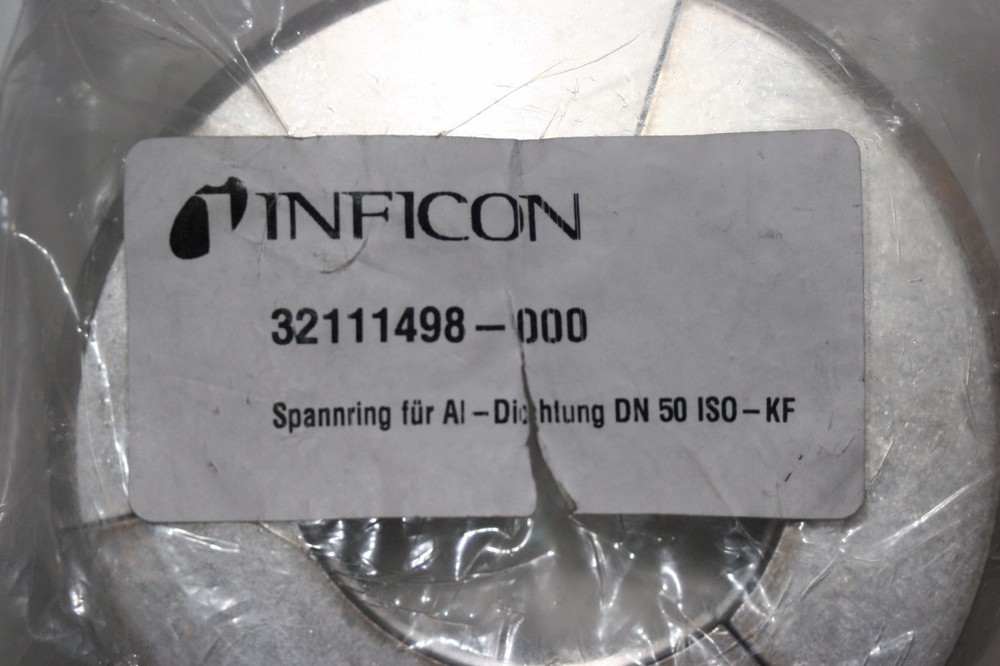 INFICON
32111498-000
Spannring für Al-Dichtung DN 50 ISO-KF